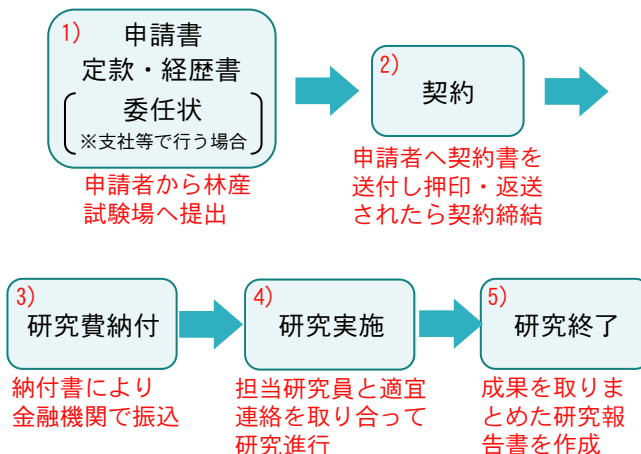 1)
申請書
定款・経歴書
委任状
※支社等で行う場合
申請者から林産
試験場へ提出
2)
契約
申請者へ契約書を
送付し押印・返送
されたら契約締結
3)
研究費納付
納付書により
金融機関で振込
4)
研究実施
担当研究員と適宜
連絡を取り合って
研究進行
5)
研究終了
成果を取りま
とめた研究報
告書を作成